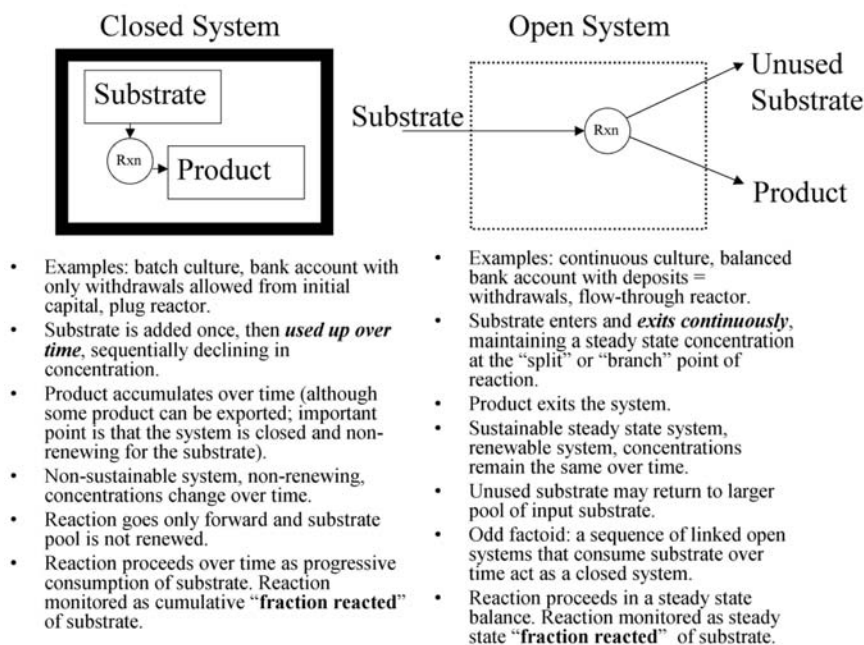 Closed System
Substrate
Rxn
Product
Open System
Substrate
Rxn
Unused
Substrate
Product
• Examples: batch culture, bank account with
only withdrawals allowed from initial
capital, plug reactor.
• Substrate is added once, then used up over
time, sequentially declining in
concentration.
• Product accumulates over time (although
some product can be exported; important
point is that the system is closed and non-
renewing for the substrate).
• Non-sustainable system, non-renewing,
concentrations change over time.
• Reaction goes only forward and substrate
pool is not renewed.
• Reaction proceeds over time as progressive
consumption of substrate. Reaction
monitored as cumulative “fraction reacted”
of substrate.
• Examples: continuous culture, balanced
bank account with deposits =
withdrawals, flow-through reactor.
• Substrate enters and exits continuously,
maintaining a steady state concentration
at the “split” or “branch” point of
reaction.
• Product exits the system.
• Sustainable steady state system,
renewable system, concentrations
remain the same over time.
• Unused substrate may return to larger
pool of input substrate.
• Odd factoid: a sequence of linked open
systems that consume substrate over
time act as a closed system.
• Reaction proceeds in a steady state
balance. Reaction monitored as steady
state “fraction reacted” of substrate.